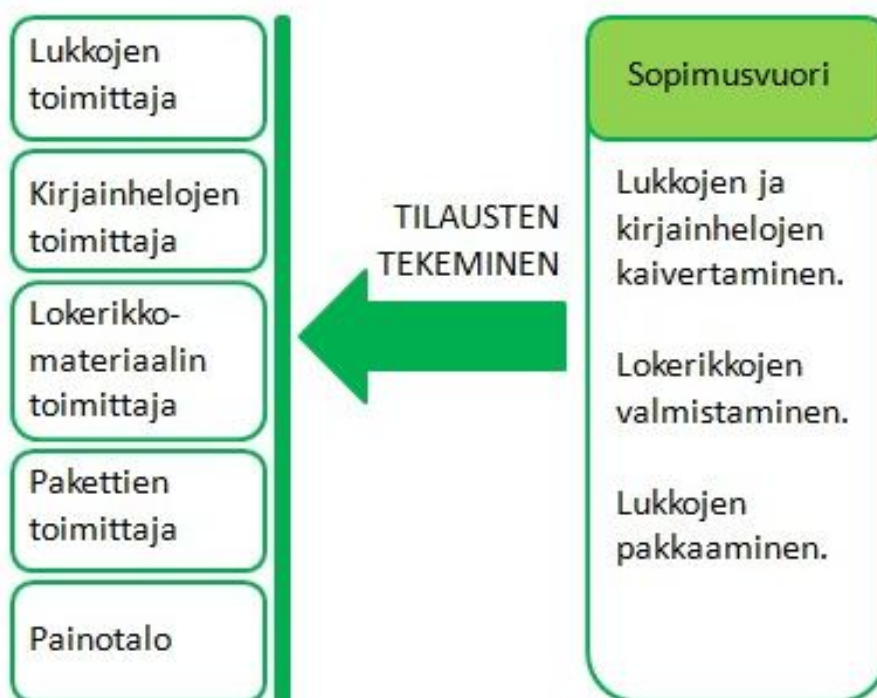 Lukkojen
toimittaja
Kirjainhelojen
toimittaja
Lokerikko-
materiaalin
toimittaja
Pakettien
toimittaja
Painotalo
TILAUSTEN
TEKEMINEN
Sopimusvuori
Lukkojen ja
kirjainhelojen
kaivertaminen.
Lokerikkojen
valmistaminen.
Lukkojen
pakkaaminen.